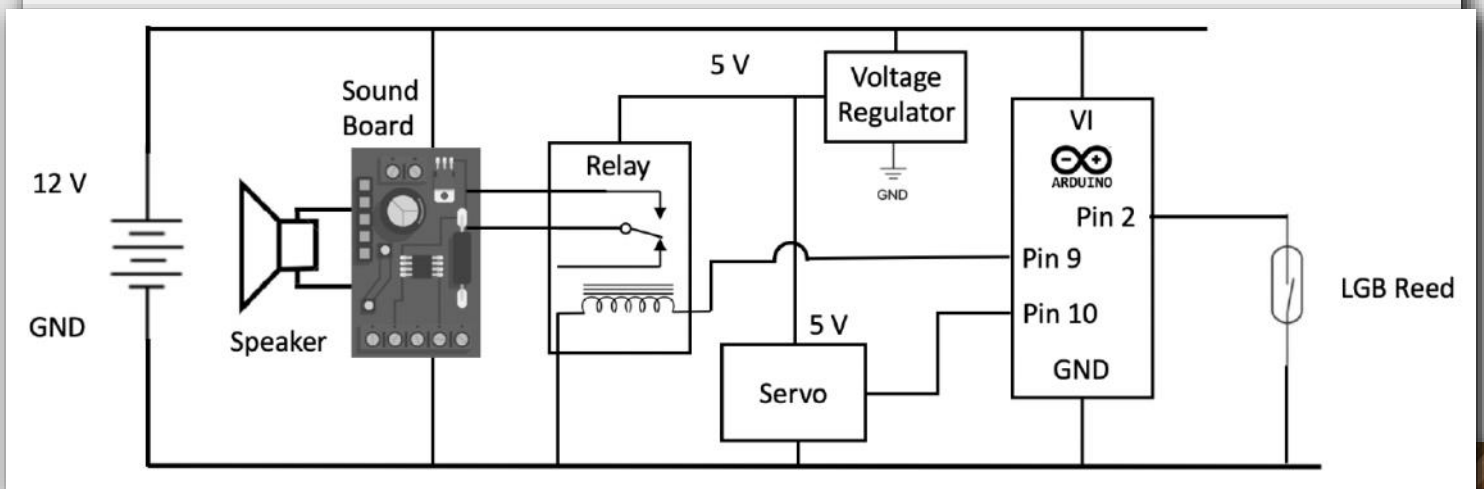 5 V
Voltage
Regulator
GND
Sound
Board
Relay
12 V
GND
Speaker
5 V
Servo
VI
ARDUINO
Pin 2
Pin 9
Pin 10
GND
LGB Reed